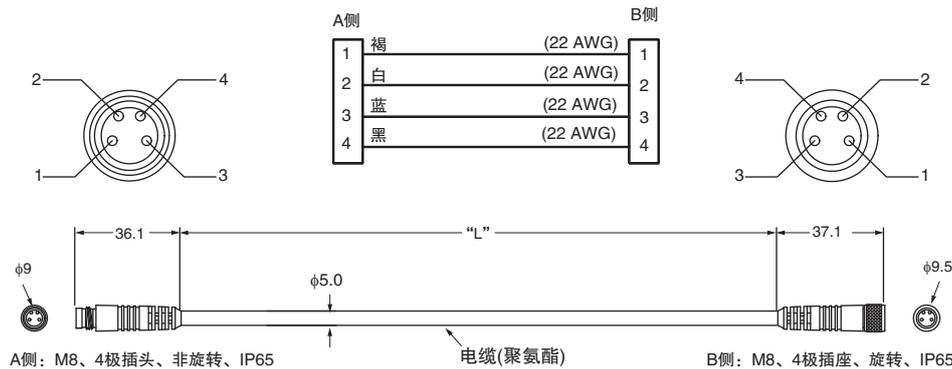 A侧
B侧
1 褐 (22 AWG) 1
2 白 (22 AWG) 2
3 蓝 (22 AWG) 3
4 黑 (22 AWG) 4
2 4
1 3
4 2
3 1
36.1 “L” 37.1
ϕ9 ϕ5.0 ϕ9.5
电缆(聚氨酯)
A侧：M8、4极插头、非旋转、IP65
B侧：M8、4极插座、旋转、IP65